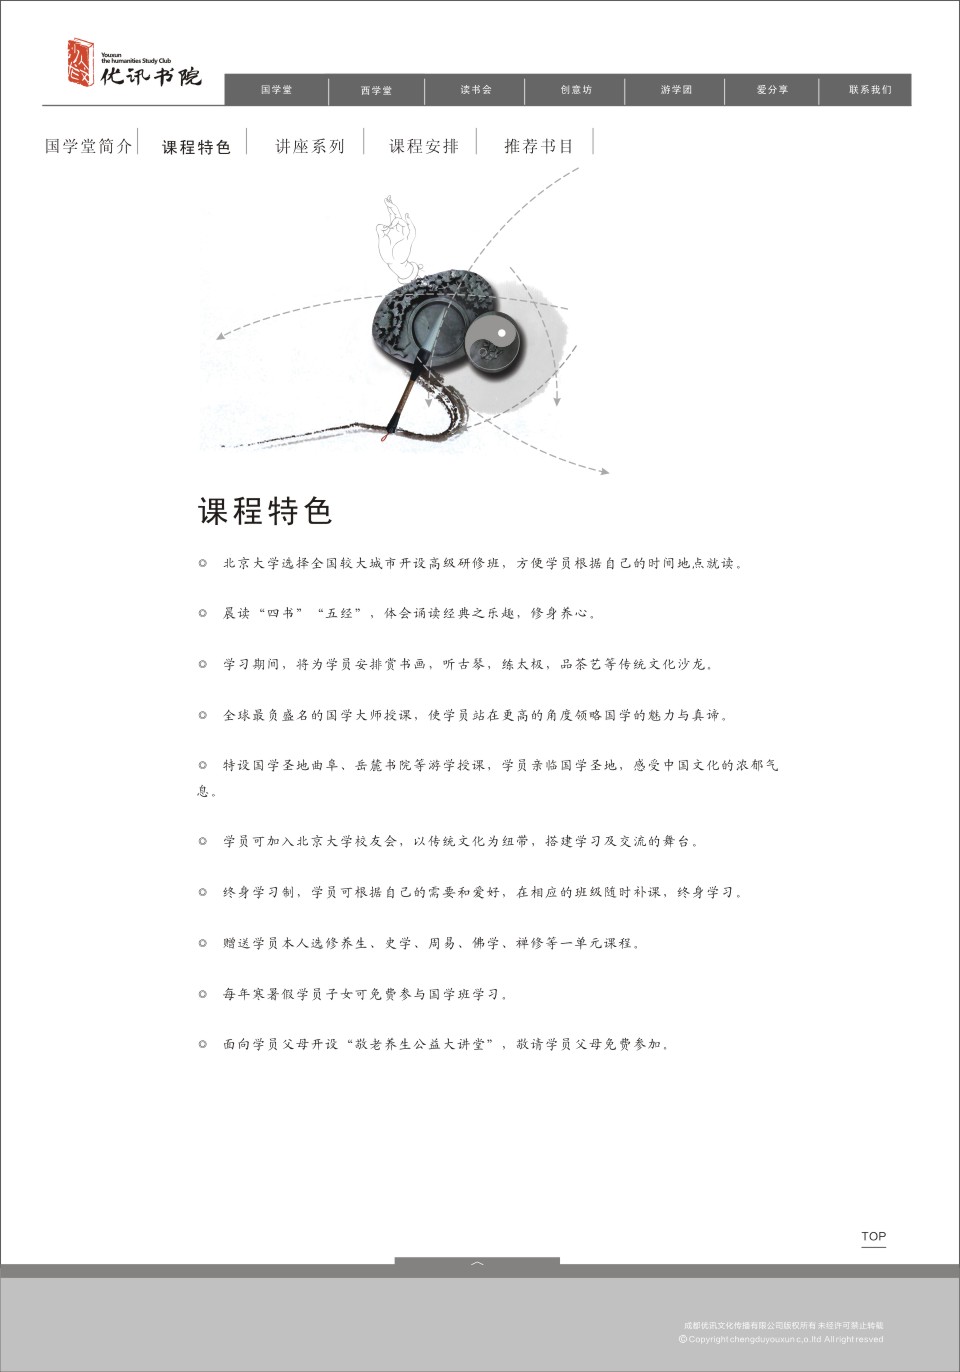 Youxun
the humanities Study Club
优讯书院
国学堂
西学堂
读书会
创意坊
游学团
爱分享
联系我们
国学堂简介
课程特色
讲座系列
课程安排
推荐书目
课程特色
◎ 北京大学选择全国较大城市开设高级研修班，方便学员根据自己的时间地点就读。
◎ 晨读“四书”“五经”，体会诵读经典之乐趣，修身养心。
◎ 学习期间，将为学员安排赏书画，听古琴，练太极，品茶艺等传统文化沙龙。
◎ 全球最负盛名的国学大师授课，使学员站在更高的角度领略国学的魅力与真谛。
◎ 特设国学圣地曲阜、岳麓书院等游学授课，学员亲临国学圣地，感受中国文化的浓郁气
息。
◎ 学员可加入北京大学校友会，以传统文化为纽带，搭建学习及交流的舞台。
◎ 终身学习制，学员可根据自己的需要和爱好，在相应的班级随时补课，终身学习。
◎ 赠送学员本人选修养生、史学、周易、佛学、禅修等一单元课程。
◎ 每年寒暑假学员子女可免费参与国学班学习。
◎ 面向学员父母开设“敬老养生公益大讲堂”，敬请学员父母免费参加。
TOP
成都优讯文化传播有限公司版权所有 未经许可禁止转载
© Copyright chengduyouxun c.o.ltd All right resved